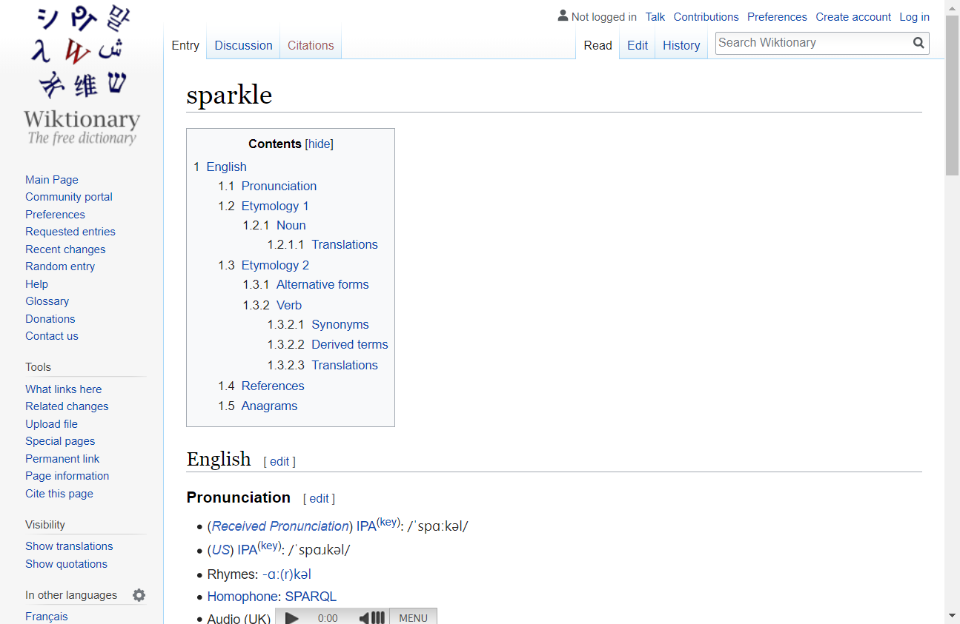 Not logged in Talk Contributions Preferences Create account Log in
Entry Discussion Citations Read Edit History Search Wiktionary
Wiktionary
The free dictionary
Main Page
Community portal
Preferences
Requested entries
Recent changes
Random entry
Help
Glossary
Donations
Contact us
Tools
What links here
Related changes
Upload file
Special pages
Permanent link
Page information
Cite this page
Visibility
Show translations
Show quotations
In other languages
Français
sparkle
Contents [hide]
1 English
1.1 Pronunciation
1.2 Etymology 1
1.2.1 Noun
1.2.1.1 Translations
1.3 Etymology 2
1.3.1 Alternative forms
1.3.2 Verb
1.3.2.1 Synonyms
1.3.2.2 Derived terms
1.3.2.3 Translations
1.4 References
1.5 Anagrams
English [ edit ]
Pronunciation [ edit ]
• (Received Pronunciation) IPA(key): /ˈspɑːkəl/
• (US) IPA(key): /ˈspɑɹkəl/
• Rhymes: -ɑː(r)kəl
• Homophone: SPARQL
• Audio (UK) 0:00 MENU